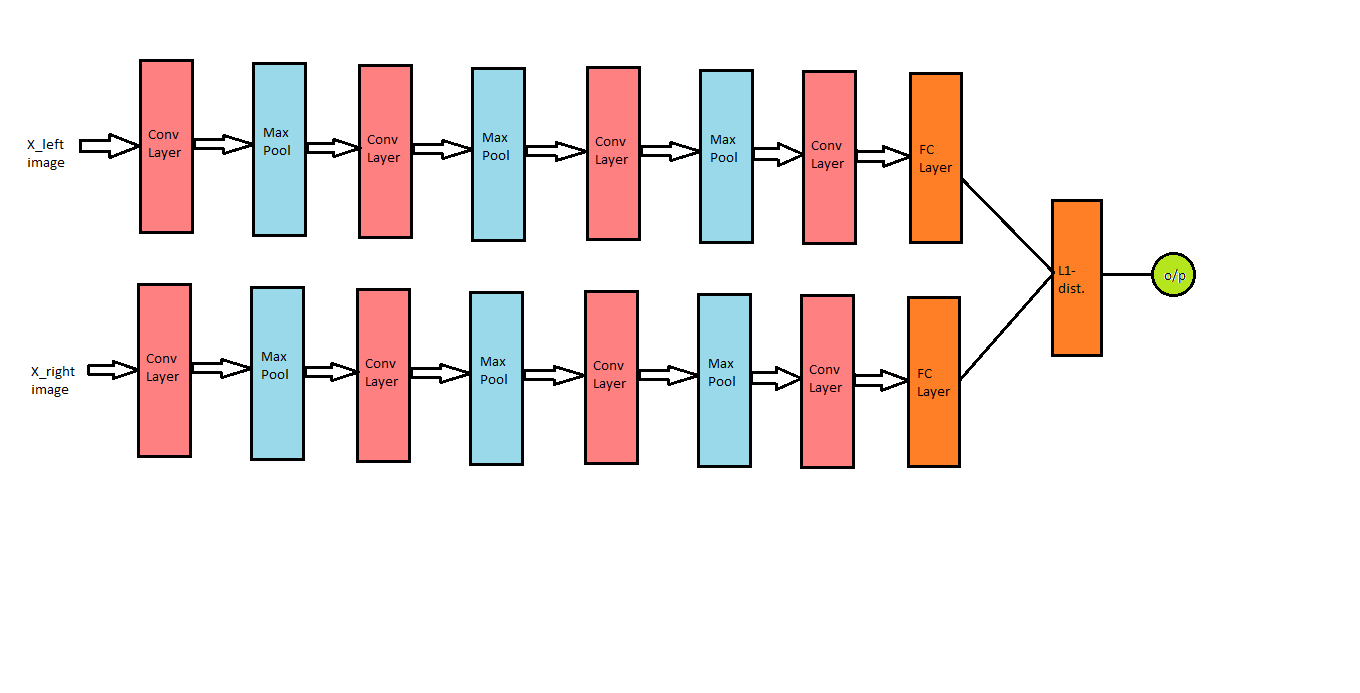 X_left
image
Conv
Layer
Max
Pool
Conv
Layer
Max
Pool
Conv
Layer
Max
Pool
Conv
Layer
FC
Layer
X_right
image
Conv
Layer
Max
Pool
Conv
Layer
Max
Pool
Conv
Layer
Max
Pool
Conv
Layer
FC
Layer
L1-
dist.
o/p